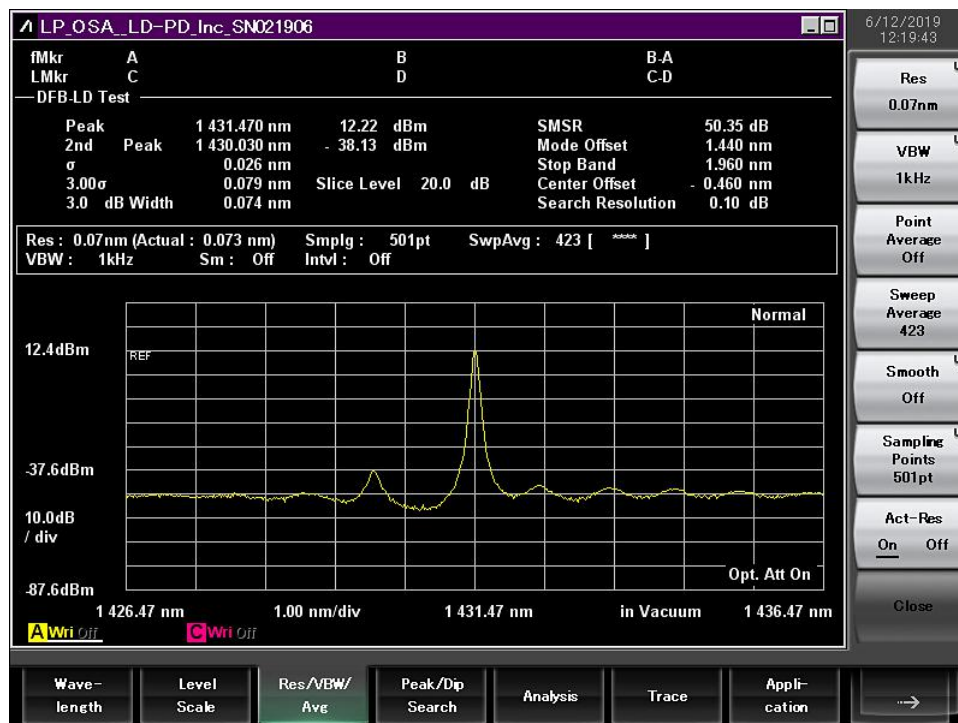 LP_OSA__LD-PD_Inc_SN021906
6/12/2019
12:19:43
fMkr A B B-A
LMkr C D C-D
DFB-LD Test
Peak 1 431.470 nm 12.22 dBm SMSR 50.35 dB
2nd Peak 1 430.030 nm - 38.13 dBm Mode Offset 1.440 nm
σ 0.026 nm Stop Band 1.960 nm
3.00σ 0.079 nm Slice Level 20.0 dB Center Offset - 0.460 nm
3.0 dB Width 0.074 nm Search Resolution 0.10 dB
Res : 0.07nm (Actual : 0.073 nm) Smplg : 501pt SwpAvg : 423 [ **** ]
VBW : 1kHz Sm : Off Intvl : Off
Normal
12.4dBm
REF
-37.6dBm
10.0dB
/ div
Opt. Att On
-87.6dBm
1 426.47 nm 1.00 nm/div 1 431.47 nm in Vacuum 1 436.47 nm
A Wri Off C Wri Off
Res
0.07nm
VBW
1kHz
Point
Average
Off
Sweep
Average
423
Smooth
Off
Sampling
Points
501pt
Act-Res
On Off
Close
Wave-
length
Level
Scale
Res/VBW/
Avg
Peak/Dip
Search
Analysis
Trace
Appli-
cation